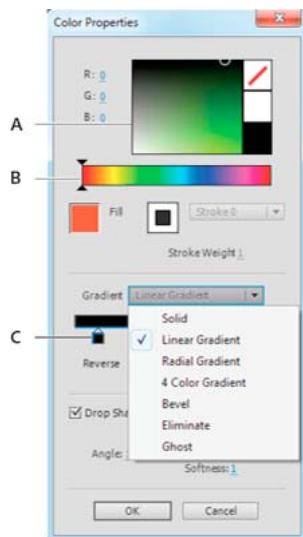 Color Properties
R: 0
G: 0
B: 0
A
B
Fill
Stroke 0
Stroke Weight 1
Gradient Linear Gradient
Solid
Linear Gradient
Radial Gradient
4 Color Gradient
Bevel
Eliminate
Ghost
C
Reverse
Drop Sha
Angle:
Softness: 1
OK Cancel